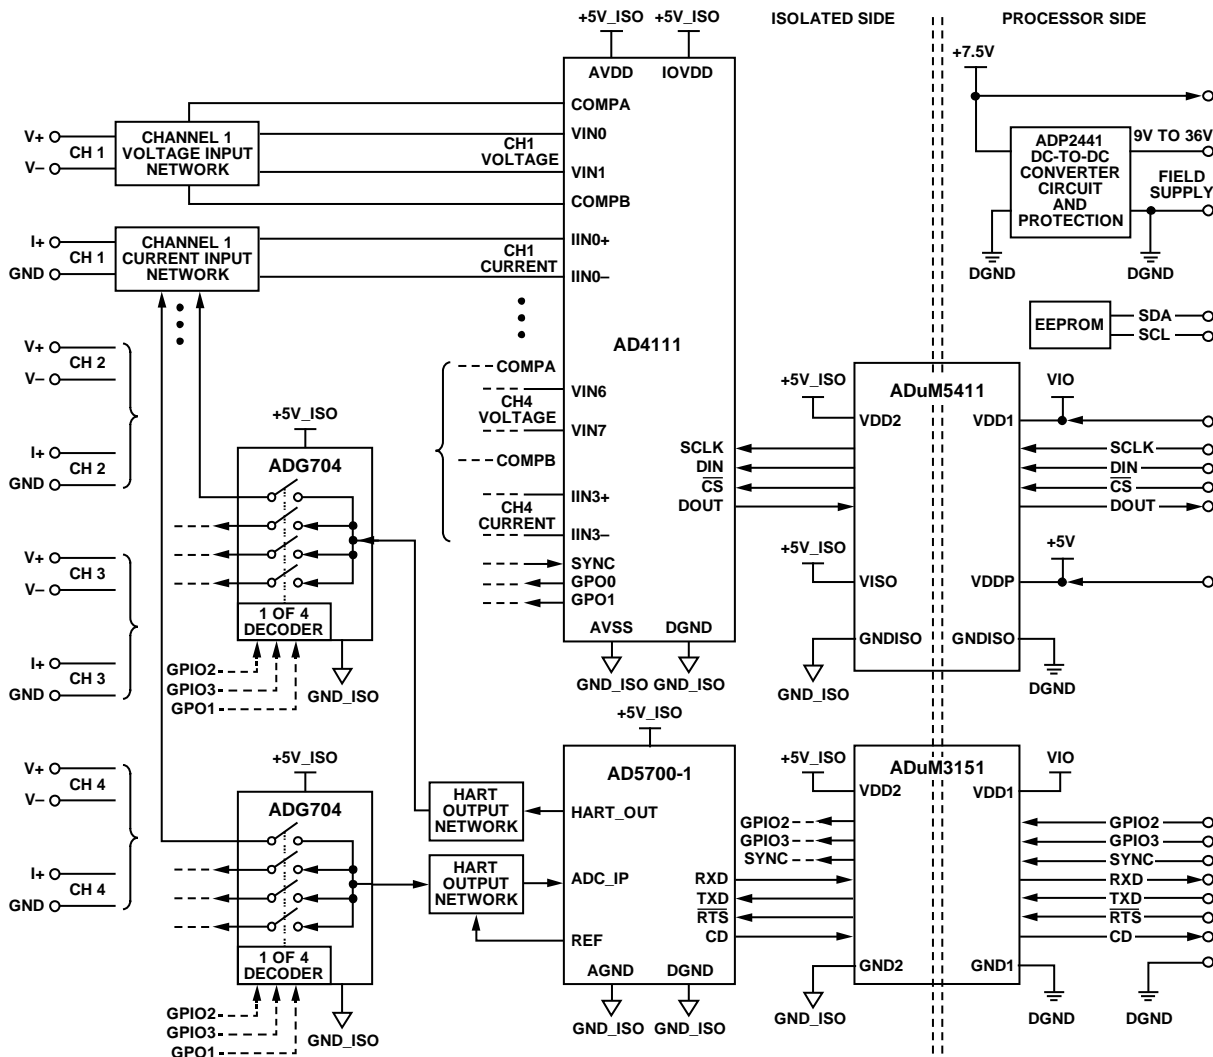 +5V_ISO
+5V_ISO
ISOLATED SIDE
PROCESSOR SIDE
+7.5V
AVDD
IOVDD
COMPA
V+
V–
CH 1
CHANNEL 1
VOLTAGE INPUT
NETWORK
VIN0
CH1
VOLTAGE
VIN1
COMPB
ADP2441
DC-TO-DC
CONVERTER
CIRCUIT
AND
PROTECTION
9V TO 36V
FIELD
SUPPLY
DGND
DGND
I+
GND
CH 1
CHANNEL 1
CURRENT INPUT
NETWORK
IIN0+
CH1
CURRENT
IIN0–
AD4111
EEPROM
SDA
SCL
V+
V–
CH 2
I+
GND
CH 2
COMPA
VIN6
CH4
VOLTAGE
VIN7
COMPB
IIN3+
CH4
CURRENT
IIN3–
SYNC
GPO0
GPO1
AVSS
DGND
GND_ISO
GND_ISO
SCLK
DIN
CS
DOUT
+5V_ISO
ADuM5411
VDD2
VDD1
VIO
SCLK
DIN
CS
DOUT
+5V_ISO
VISO
VDDP
+5V
GNDISO
GNDISO
GND_ISO
DGND
+5V_ISO
ADG704
1 OF 4
DECODER
GPIO2
GPIO3
GPO1
GND_ISO
V+
V–
CH 3
I+
GND
CH 3
V+
V–
CH 4
I+
GND
CH 4
+5V_ISO
ADG704
1 OF 4
DECODER
GPIO2
GPIO3
GPO1
GND_ISO
HART
OUTPUT
NETWORK
HART
OUTPUT
NETWORK
+5V_ISO
AD5700-1
HART_OUT
ADC_IP
REF
AGND
DGND
GND_ISO
GND_ISO
RXD
TXD
RTS
CD
+5V_ISO
ADuM3151
VDD2
VDD1
VIO
GPIO2
GPIO3
SYNC
GPIO2
GPIO3
SYNC
RXD
TXD
RTS
CD
GND2
GND1
GND_ISO
DGND
DGND